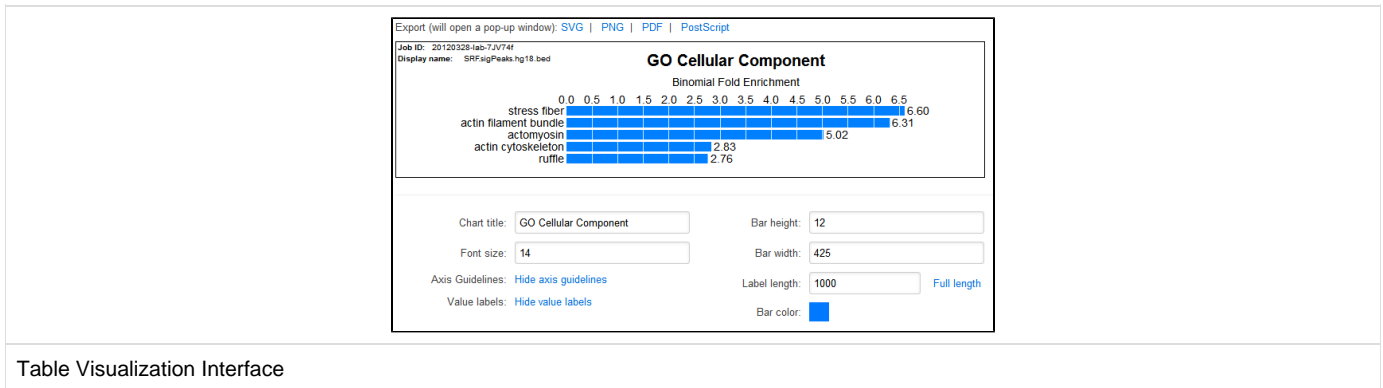 Export (will open a pop-up window): SVG | PNG | PDF | PostScript
Job ID: 20120328-lab-7JV74f
Display name: SRF.sigPeaks.hg18.bed
GO Cellular Component
Binomial Fold Enrichment
0.0 0.5 1.0 1.5 2.0 2.5 3.0 3.5 4.0 4.5 5.0 5.5 6.0 6.5
stress fiber 6.60
actin filament bundle 6.31
actomyosin 5.02
actin cytoskeleton 2.83
ruffle 2.76
Chart title: GO Cellular Component
Bar height: 12
Font size: 14
Bar width: 425
Axis Guidelines: Hide axis guidelines
Label length: 1000 Full length
Value labels: Hide value labels
Bar color:
Table Visualization Interface